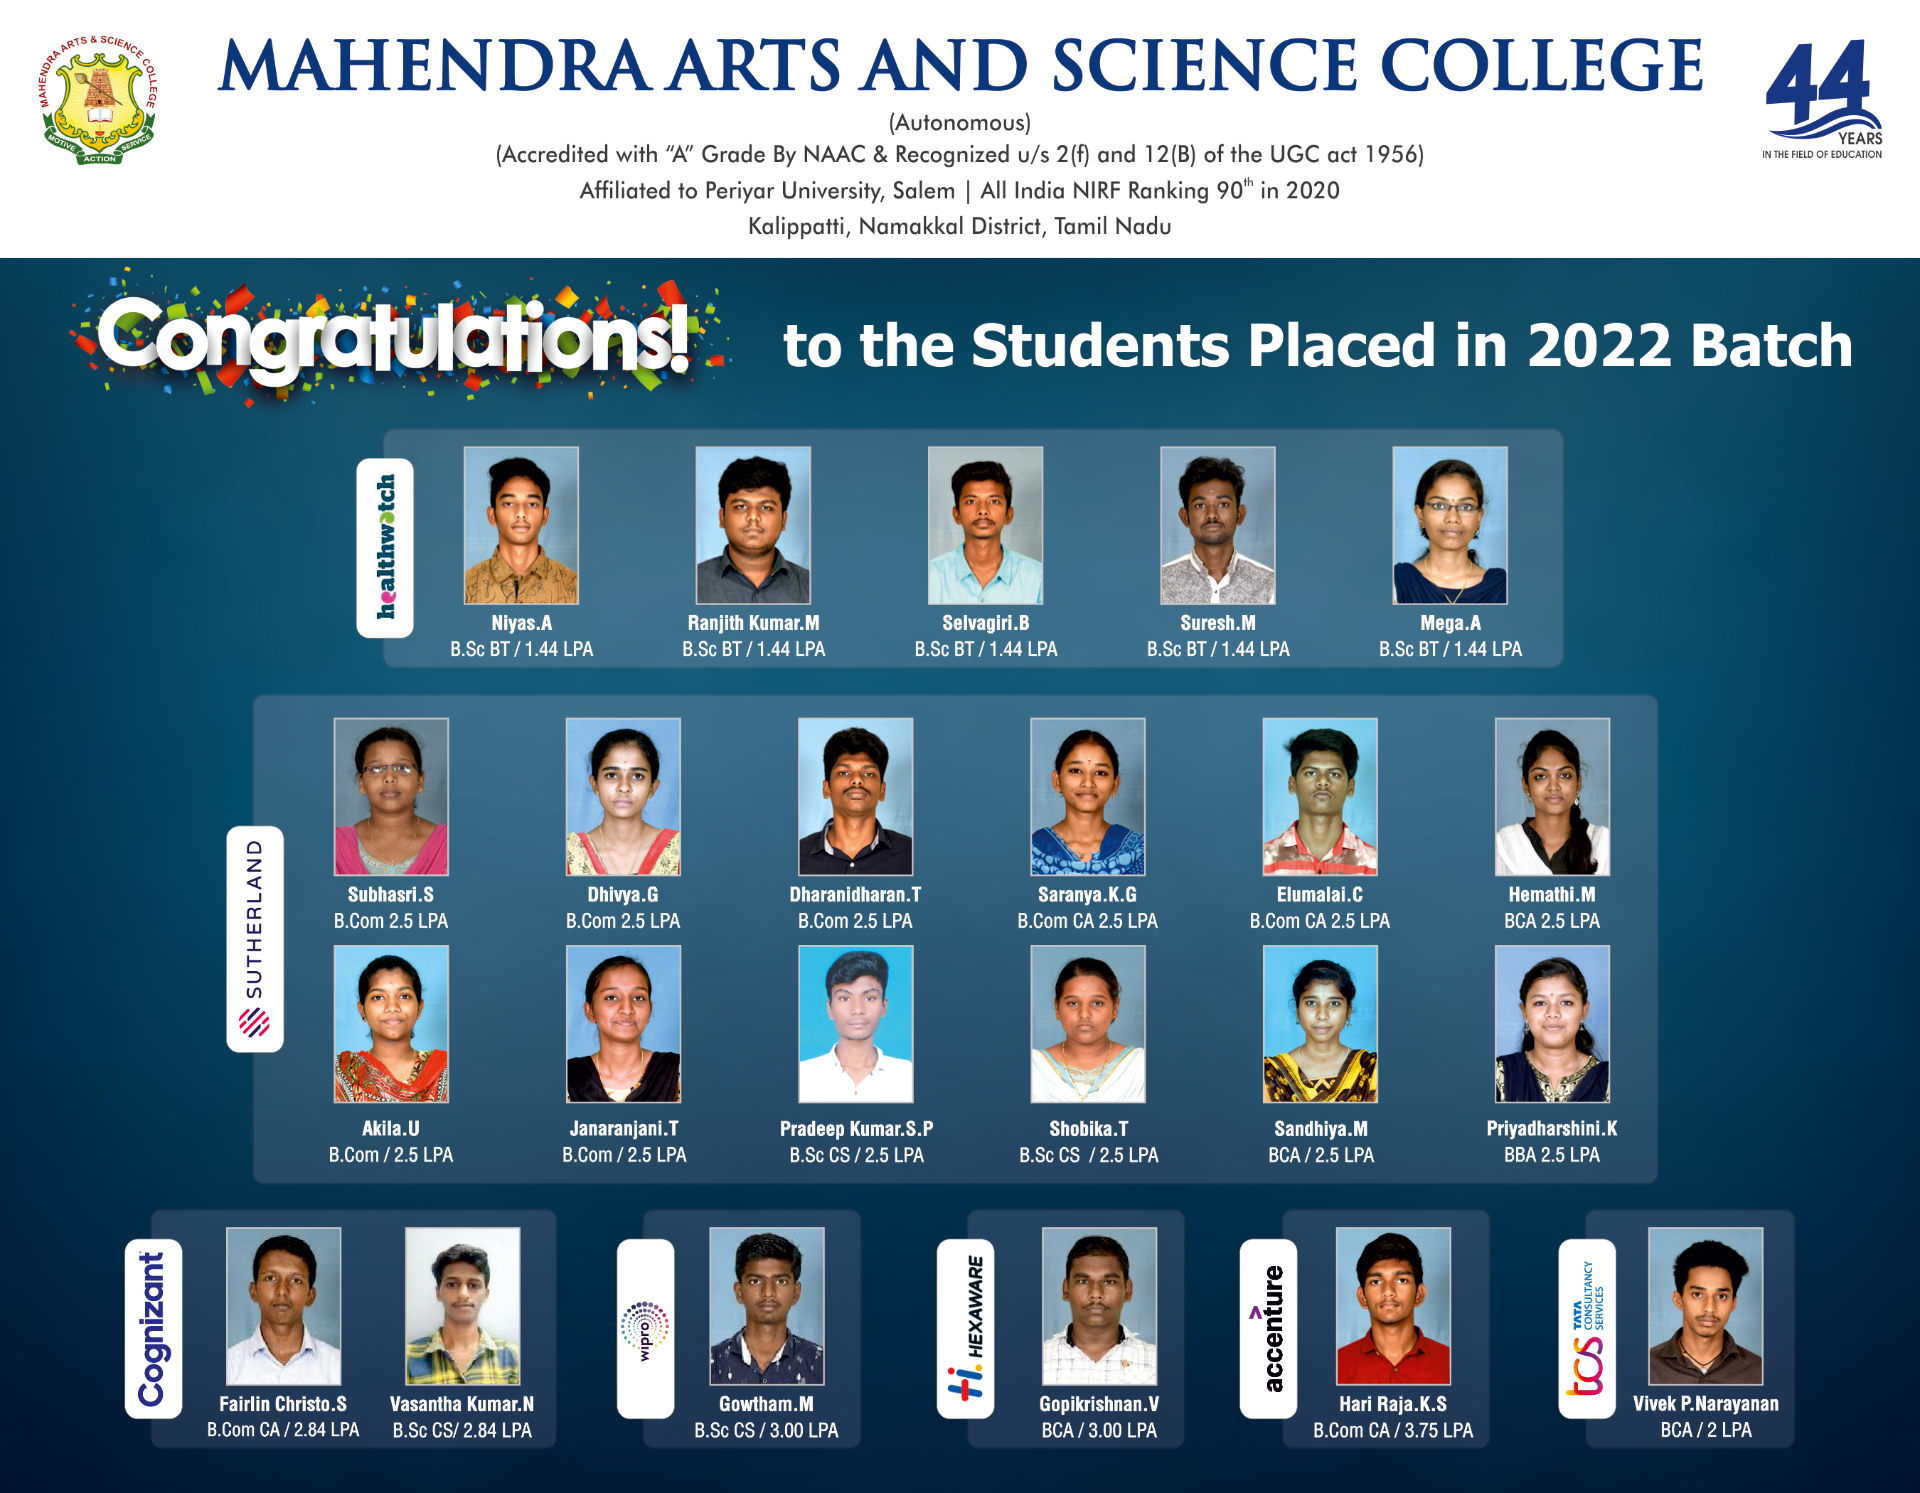 MAHENDRA ARTS & SCIENCE COLLEGE
MOTIVE
ACTION
SERVICE
MAHENDRA ARTS AND SCIENCE COLLEGE
(Autonomous)
(Accredited with “A” Grade By NAAC & Recognized u/s 2(f) and 12(B) of the UGC act 1956)
Affiliated to Periyar University, Salem | All India NIRF Ranking 90th in 2020
Kalippatti, Namakkal District, Tamil Nadu
44
YEARS
IN THE FIELD OF EDUCATION
Congratulations! to the Students Placed in 2022 Batch
healthwatch
Niyas.A Ranjith Kumar.M Selvagiri.B Suresh.M Mega.A
B.Sc BT / 1.44 LPA B.Sc BT / 1.44 LPA B.Sc BT / 1.44 LPA B.Sc BT / 1.44 LPA B.Sc BT / 1.44 LPA
SUTHERLAND
Subhasri.S Dhivya.G Dharanidharan.T Saranya.K.G Elumalai.C Hemathi.M
B.Com 2.5 LPA B.Com 2.5 LPA B.Com 2.5 LPA B.Com CA 2.5 LPA B.Com CA 2.5 LPA BCA 2.5 LPA
Akila.U Janaranjani.T Pradeep Kumar.S.P Shobika.T Sandhiya.M Priyadharshini.K
B.Com / 2.5 LPA B.Com / 2.5 LPA B.Sc CS / 2.5 LPA B.Sc CS / 2.5 LPA BCA / 2.5 LPA BBA 2.5 LPA
Cognizant
wipro
Hi. HEXAWARE
accenture
tcs TATA
CONSULTANCY
SERVICES
Fairlin Christo.S Vasantha Kumar.N Gowtham.M Gopikrishnan.V Hari Raja.K.S Vivek P.Narayanan
B.Com CA / 2.84 LPA B.Sc CS/ 2.84 LPA B.Sc CS / 3.00 LPA BCA / 3.00 LPA B.Com CA / 3.75 LPA BCA / 2 LPA